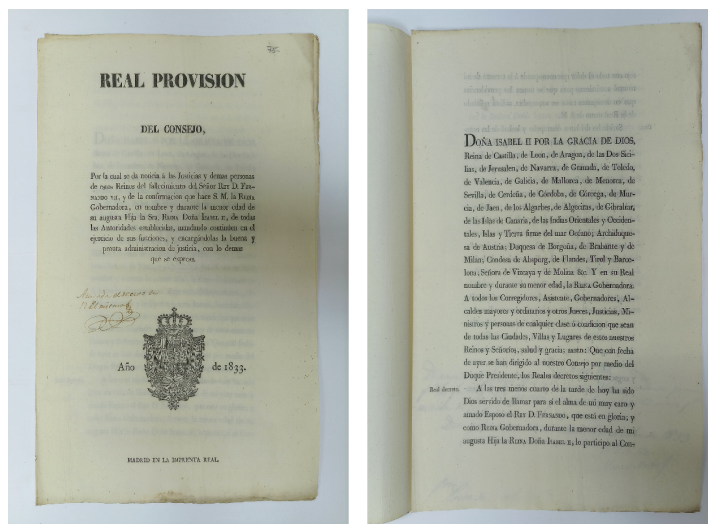 REAL PROVISION
DEL CONSEJO,
Por la cual se da noticia á las Justicias y demas personas
de estos Reinos del fallecimiento del Señor REY D. FER-
NANDO VII, y de la confirmacion que hace S. M. la REINA
Gobernadora, en nombre y durante la menor edad de
su augusta Hija la Sra. REINA Doña ISABEL II, de todas
las Autoridades establecidas, mandando continúen en el
ejercicio de sus funciones, y encargándolas la buena y
pronta administracion de justicia, con lo demas
que se expresa.
Año de 1833.
MADRID EN LA IMPRENTA REAL.
DOÑA ISABEL II POR LA GRACIA DE DIOS,
Reina de Castilla, de Leon, de Aragon, de las Dos Sici-
lias, de Jerusalen, de Navarra, de Granada, de Toledo,
de Valencia, de Galicia, de Mallorca, de Menorca, de
Sevilla, de Cerdeña, de Córdoba, de Córcega, de Mur-
cia, de Jaen, de los Algarbes, de Algeciras, de Gibraltar,
de las Islas de Canaria, de las Indias Orientales y Occiden-
tales, Islas y Tierra firme del mar Océano; Archiduque-
sa de Austria; Duquesa de Borgoña, de Brabante y de
Milan; Condesa de Abspurg, de Flandes, Tirol y Barce-
lona; Señora de Vizcaya y de Molina &c. Y en su Real
nombre y durante su menor edad, la REINA Gobernadora.
A todos los Corregidores, Asistente, Gobernadores, Al-
caldes mayores y ordinarios y otros Jueces, Justicias, Mi-
nistros y personas de cualquier clase ó condicion que sean
de todas las Ciudades, Villas y Lugares de estos nuestros
Reinos y Señoríos, salud y gracia; SABED: Que con fecha
de ayer se han dirigido al nuestro Consejo por medio del
Duque Presidente, los Reales decretos siguientes:
Real decreto. A las tres menos cuarto de la tarde de hoy ha sido
Dios servido de llamar para sí el alma de mi muy caro y
amado Esposo el REY D. FERNANDO, que está en gloria; y
como REINA Gobernadora, durante la menor edad de mi
augusta Hija la REINA DOÑA ISABEL II, lo participo al Con-